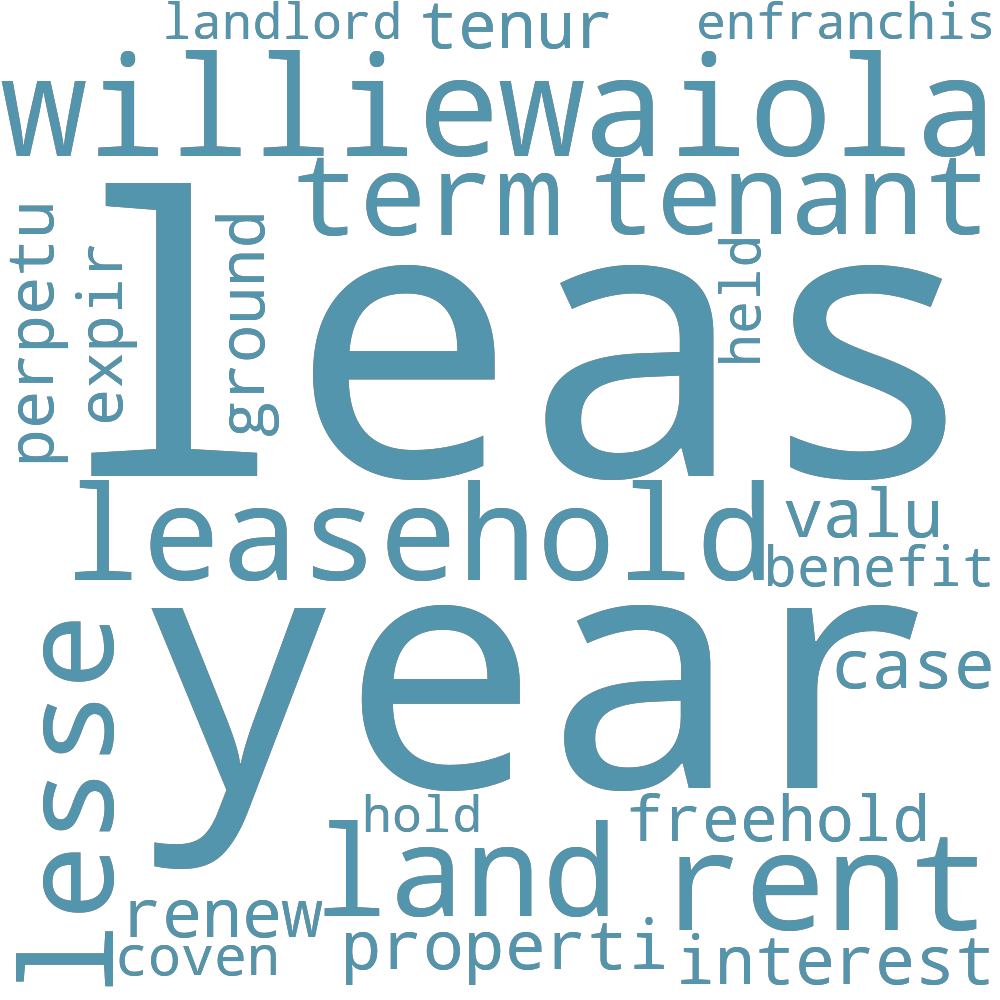 landlord tenur enfranchis
williewaiola
term tenant
perpetu
expir
ground
held
leas
leasehold
valu
benefit
year
case
lesse
hold
freehold
land
rent
renew
properti
coven
interest